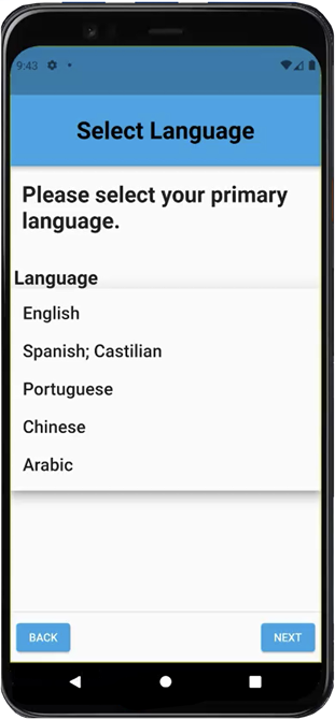 9:43
Select Language
Please select your primary
language.
Language
English
Spanish; Castilian
Portuguese
Chinese
Arabic
BACK
NEXT